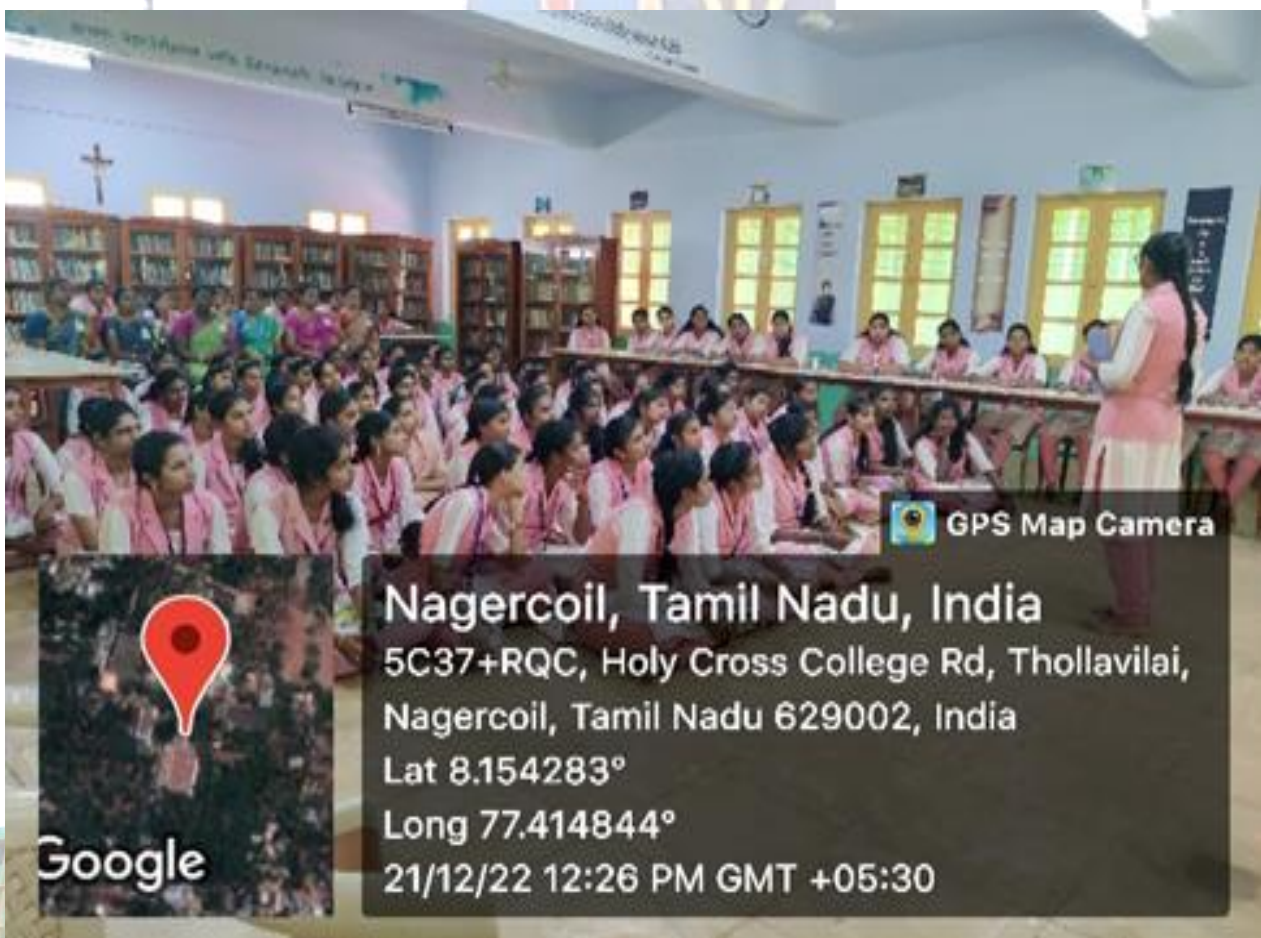 GPS Map Camera
Nagercoil, Tamil Nadu, India
5C37+RQC, Holy Cross College Rd, Thollavilai,
Nagercoil, Tamil Nadu 629002, India
Lat 8.154283°
Long 77.414844°
21/12/22 12:26 PM GMT +05:30
Google